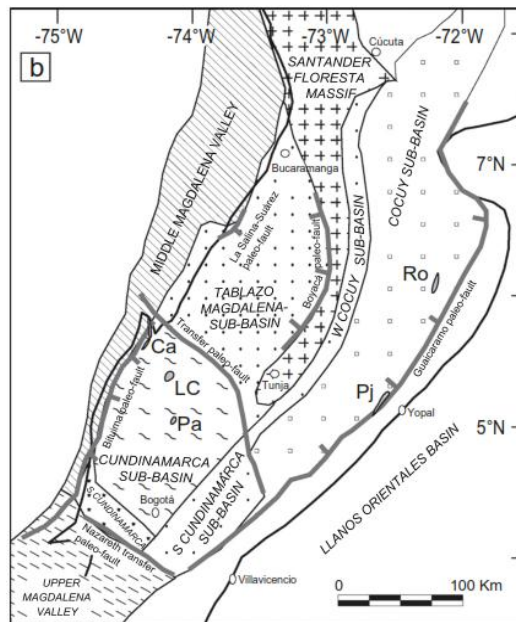 -75°W
-74°W
-73°W
-72°W
b
SANTANDER
FLORESTA
MASSIF
Cúcuta
MIDDLE MAGDALENA VALLEY
Bucaramanga
7°N
COCUY SUB-BASIN
La Salina-Suárez
paleo-fault
Boyacá paleo-fault
W COCUY SUB-BASIN
TABLAZO
MAGDALENA-
SUB-BASIN
Ro
Guaicaramo paleo-fault
Transfer paleo-fault
Ca
LC
Pa
Bituima paleo-fault
Tunja
Pj
Yopal
5°N
CUNDINAMARCA
SUB-BASIN
S CUNDINAMARCA
Bogotá
S CUNDINAMARCA
SUB-BASIN
LLANOS ORIENTALES BASIN
Nazareth transfer
paleo-fault
UPPER
MAGDALENA
VALLEY
Villavicencio
0
100 Km